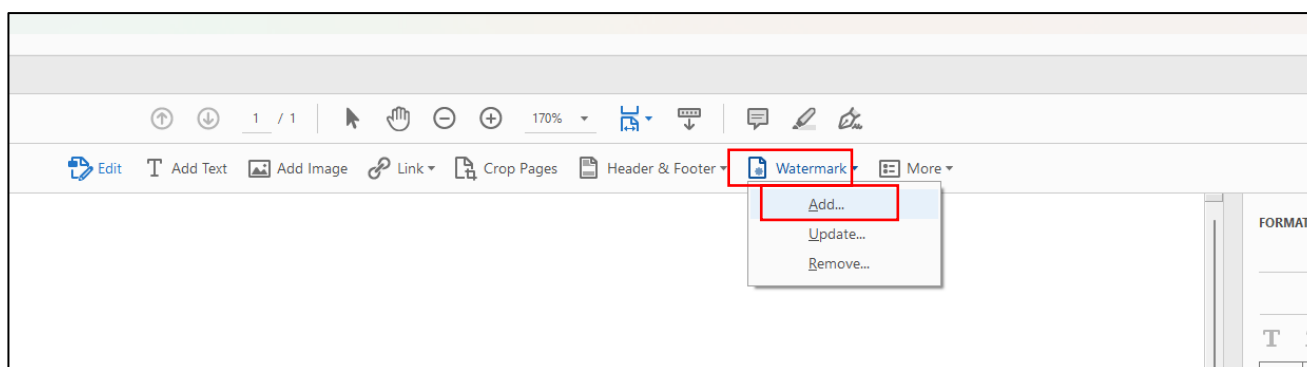 1 / 1 170%
Edit Add Text Add Image Link Crop Pages Header & Footer Watermark More
Add...
Update...
Remove...
FORMAT
T